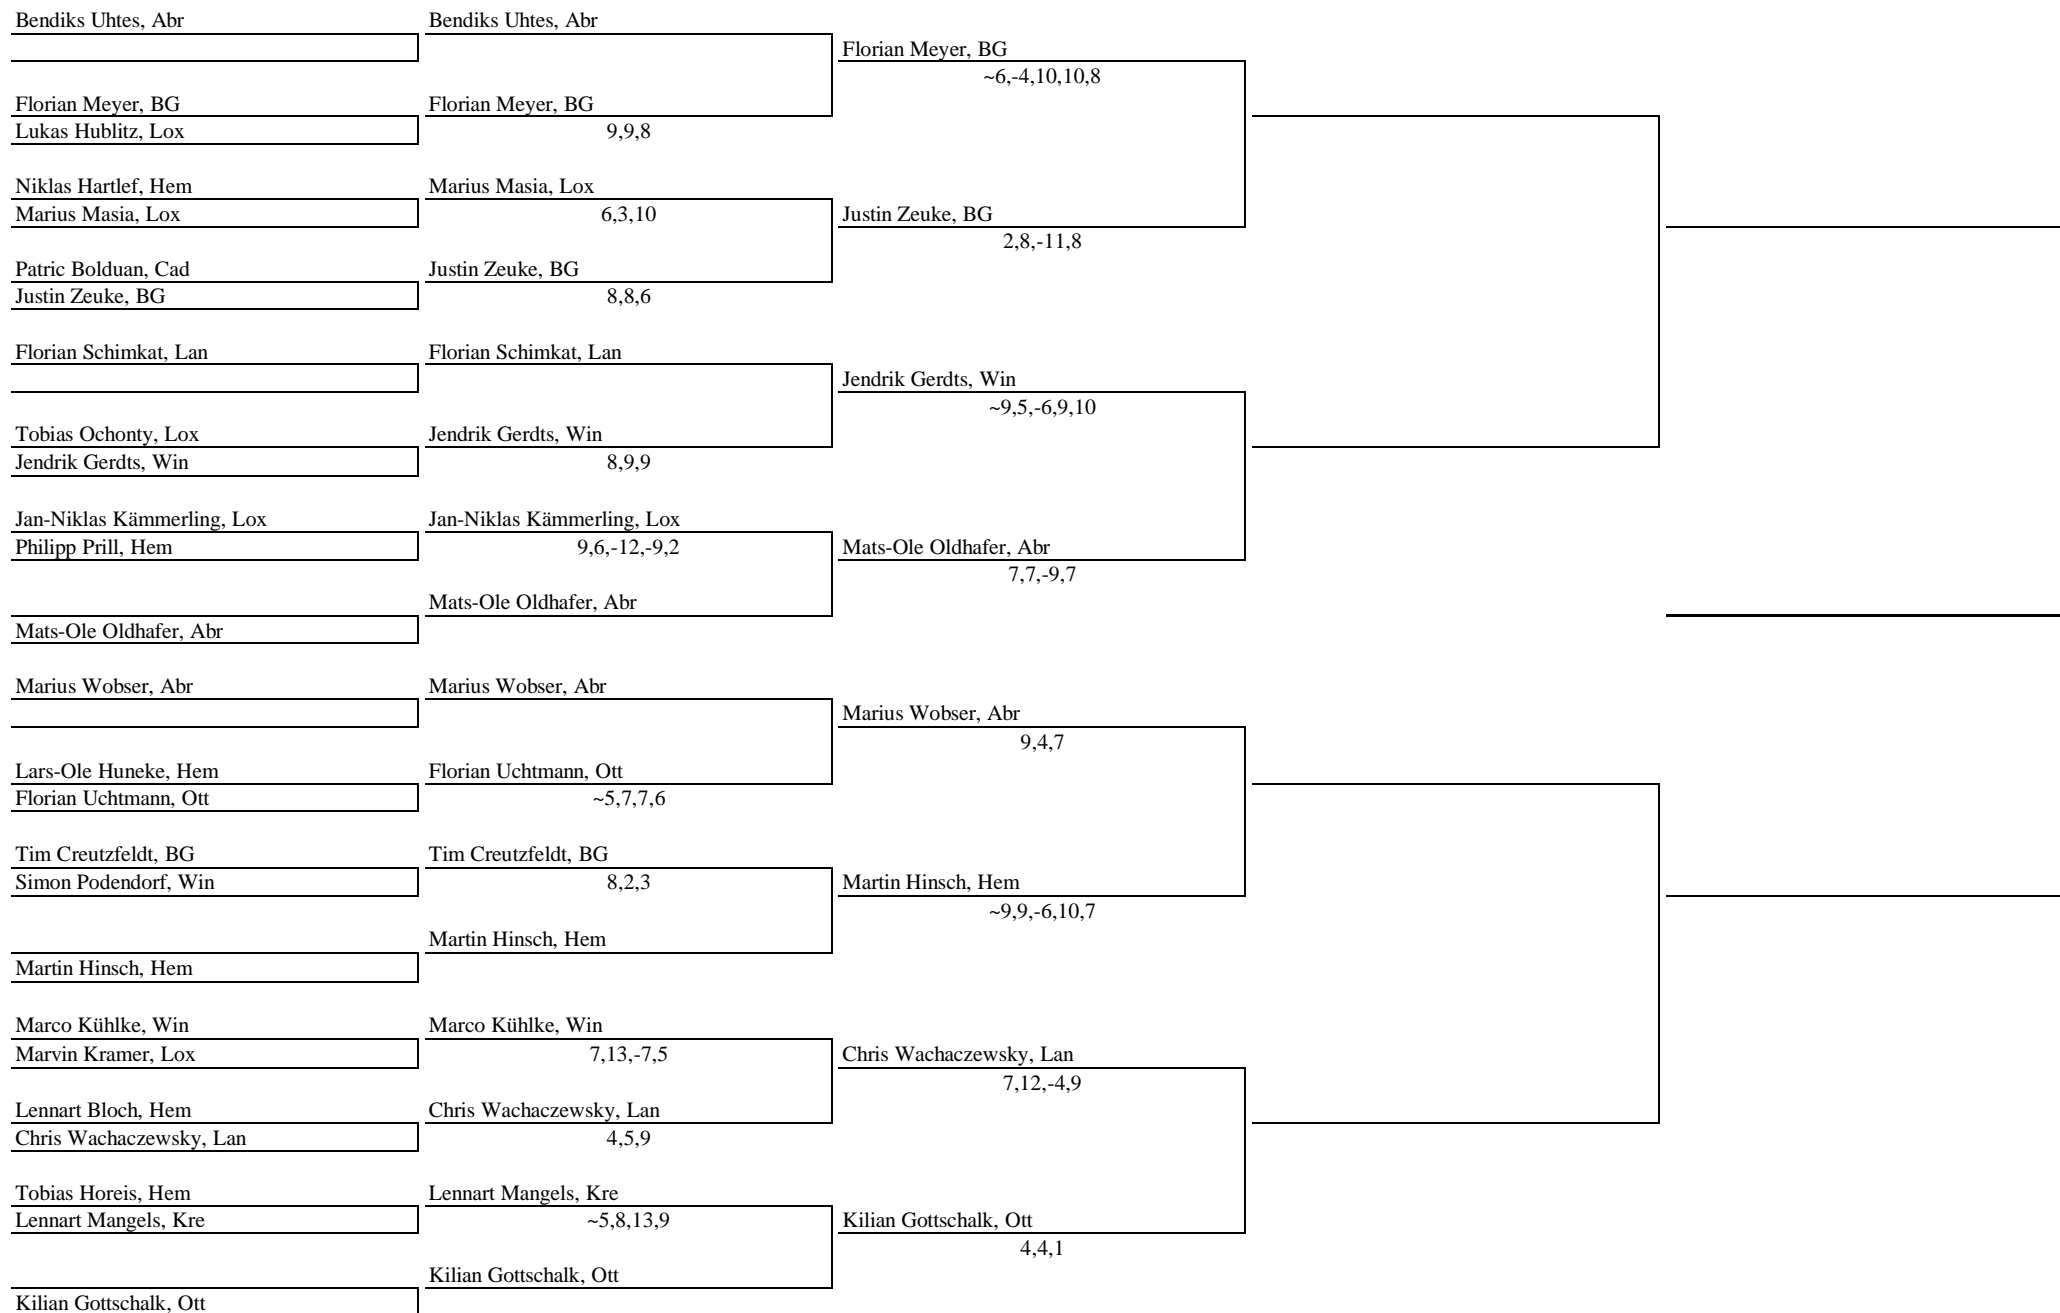 Bendiks Uhtes, Abr
Florian Meyer, BG
Lukas Hublitz, Lox
Niklas Hartlef, Hem
Marius Masia, Lox
Patric Bolduan, Cad
Justin Zeuke, BG
Florian Schimkat, Lan
Tobias Ochonty, Lox
Jendrik Gerdts, Win
Jan-Niklas Kämmerling, Lox
Philipp Prill, Hem
Mats-Ole Oldhafer, Abr
Marius Wobser, Abr
Lars-Ole Huneke, Hem
Florian Uchtmann, Ott
Tim Creutzfeldt, BG
Simon Podendorf, Win
Martin Hinsch, Hem
Marco Kühlke, Win
Marvin Kramer, Lox
Lennart Bloch, Hem
Chris Wachaczewsky, Lan
Tobias Horeis, Hem
Lennart Mangels, Kre
Kilian Gottschalk, Ott
Bendiks Uhtes, Abr
Florian Meyer, BG
9,9,8
Marius Masia, Lox
6,3,10
Justin Zeuke, BG
8,8,6
Florian Schimkat, Lan
Jendrik Gerdts, Win
8,9,9
Jan-Niklas Kämmerling, Lox
9,6,-12,-9,2
Mats-Ole Oldhafer, Abr
Marius Wobser, Abr
Florian Uchtmann, Ott
~5,7,7,6
Tim Creutzfeldt, BG
8,2,3
Martin Hinsch, Hem
Marco Kühlke, Win
7,13,-7,5
Chris Wachaczewsky, Lan
4,5,9
Lennart Mangels, Kre
~5,8,13,9
Kilian Gottschalk, Ott
Florian Meyer, BG
~6,-4,10,10,8
Justin Zeuke, BG
2,8,-11,8
Jendrik Gerdts, Win
~9,5,-6,9,10
Mats-Ole Oldhafer, Abr
7,7,-9,7
Marius Wobser, Abr
9,4,7
Martin Hinsch, Hem
~9,9,-6,10,7
Chris Wachaczewsky, Lan
7,12,-4,9
Kilian Gottschalk, Ott
4,4,1